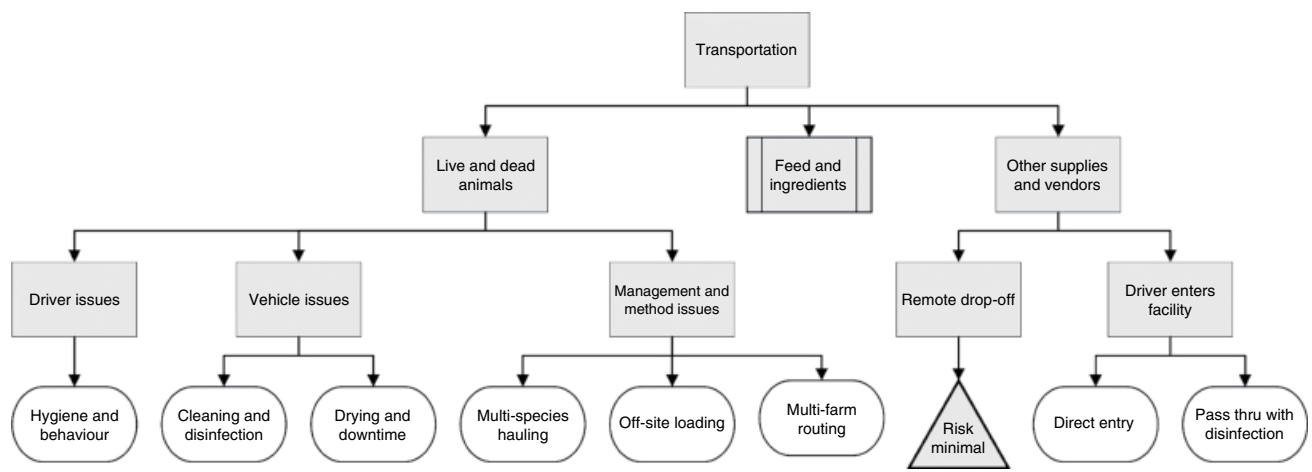 Transportation
Live and dead
animals
Feed and
ingredients
Other supplies
and vendors
Driver issues
Vehicle issues
Management and
method issues
Remote drop-off
Driver enters
facility
Hygiene and
behaviour
Cleaning and
disinfection
Drying and
downtime
Multi-species
hauling
Off-site loading
Multi-farm
routing
Risk
minimal
Direct entry
Pass thru with
disinfection